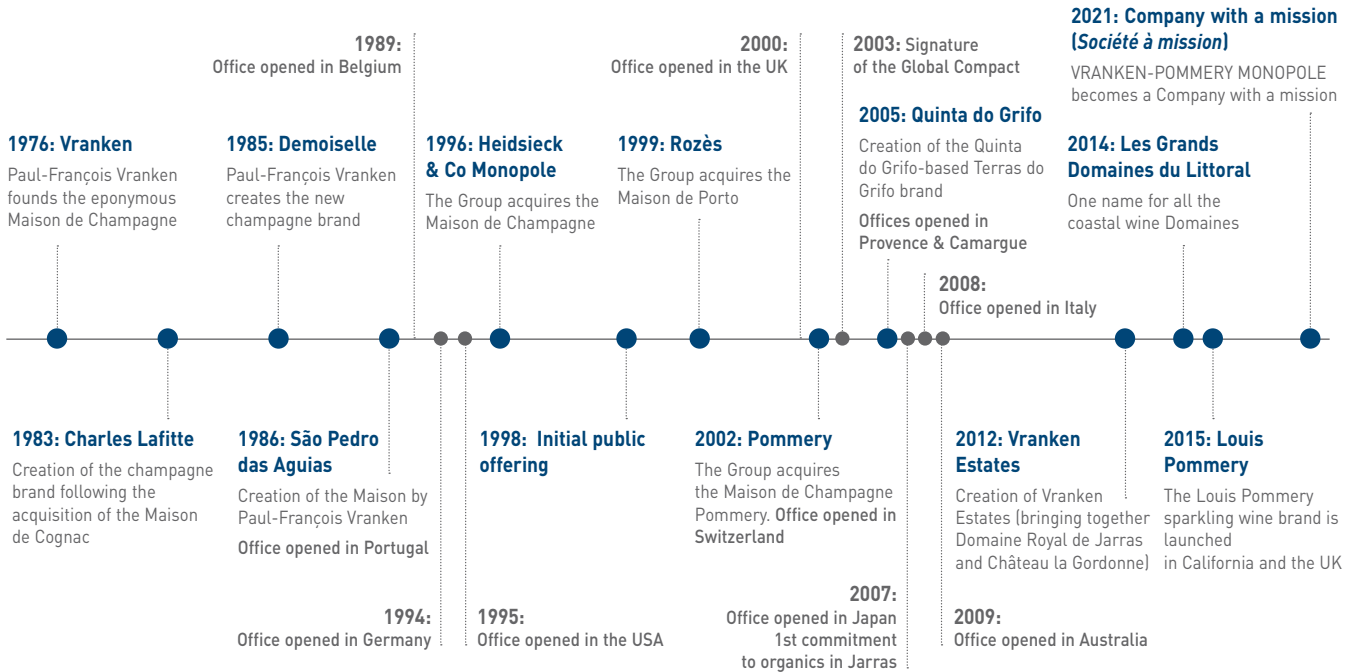 2021: Company with a mission
(Société à mission)
VRANKEN-POMMERY MONOPOLE
becomes a Company with a mission
1989:
Office opened in Belgium
2000:
Office opened in the UK
2003: Signature
of the Global Compact
1976: Vranken
Paul-François Vranken
founds the eponymous
Maison de Champagne
1985: Demoiselle
Paul-François Vranken
creates the new
champagne brand
1996: Heidsieck
& Co Monopole
The Group acquires the
Maison de Champagne
1999: Rozès
The Group acquires the
Maison de Porto
2005: Quinta do Grifo
Creation of the Quinta
do Grifo-based Terras do
Grifo brand
Offices opened in
Provence & Camargue
2014: Les Grands
Domaines du Littoral
One name for all the
coastal wine Domaines
2008:
Office opened in Italy
1983: Charles Lafitte
Creation of the champagne
brand following the
acquisition of the Maison
de Cognac
1986: São Pedro
das Aguias
Creation of the Maison by
Paul-François Vranken
Office opened in Portugal
1998: Initial public
offering
2002: Pommery
The Group acquires
the Maison de Champagne
Pommery. Office opened in
Switzerland
2012: Vranken
Estates
Creation of Vranken
Estates (bringing together
Domaine Royal de Jarras
and Château la Gordonne)
2015: Louis
Pommery
The Louis Pommery
sparkling wine brand is
launched
in California and the UK
1994:
Office opened in Germany
1995:
Office opened in the USA
2007:
Office opened in Japan
1st commitment
to organics in Jarras
2009:
Office opened in Australia